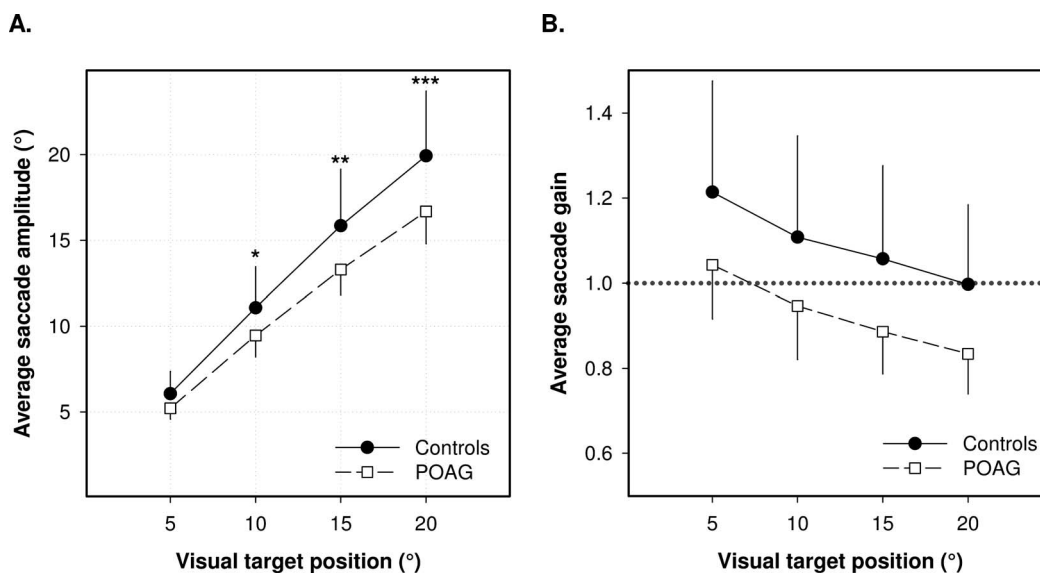 A.
Average saccade amplitude (°)
20
15
10
5
*
**
***
Controls
POAG
5 10 15 20
Visual target position (°)
B.
Average saccade gain
1.4
1.2
1.0
0.8
0.6
Controls
POAG
5 10 15 20
Visual target position (°)